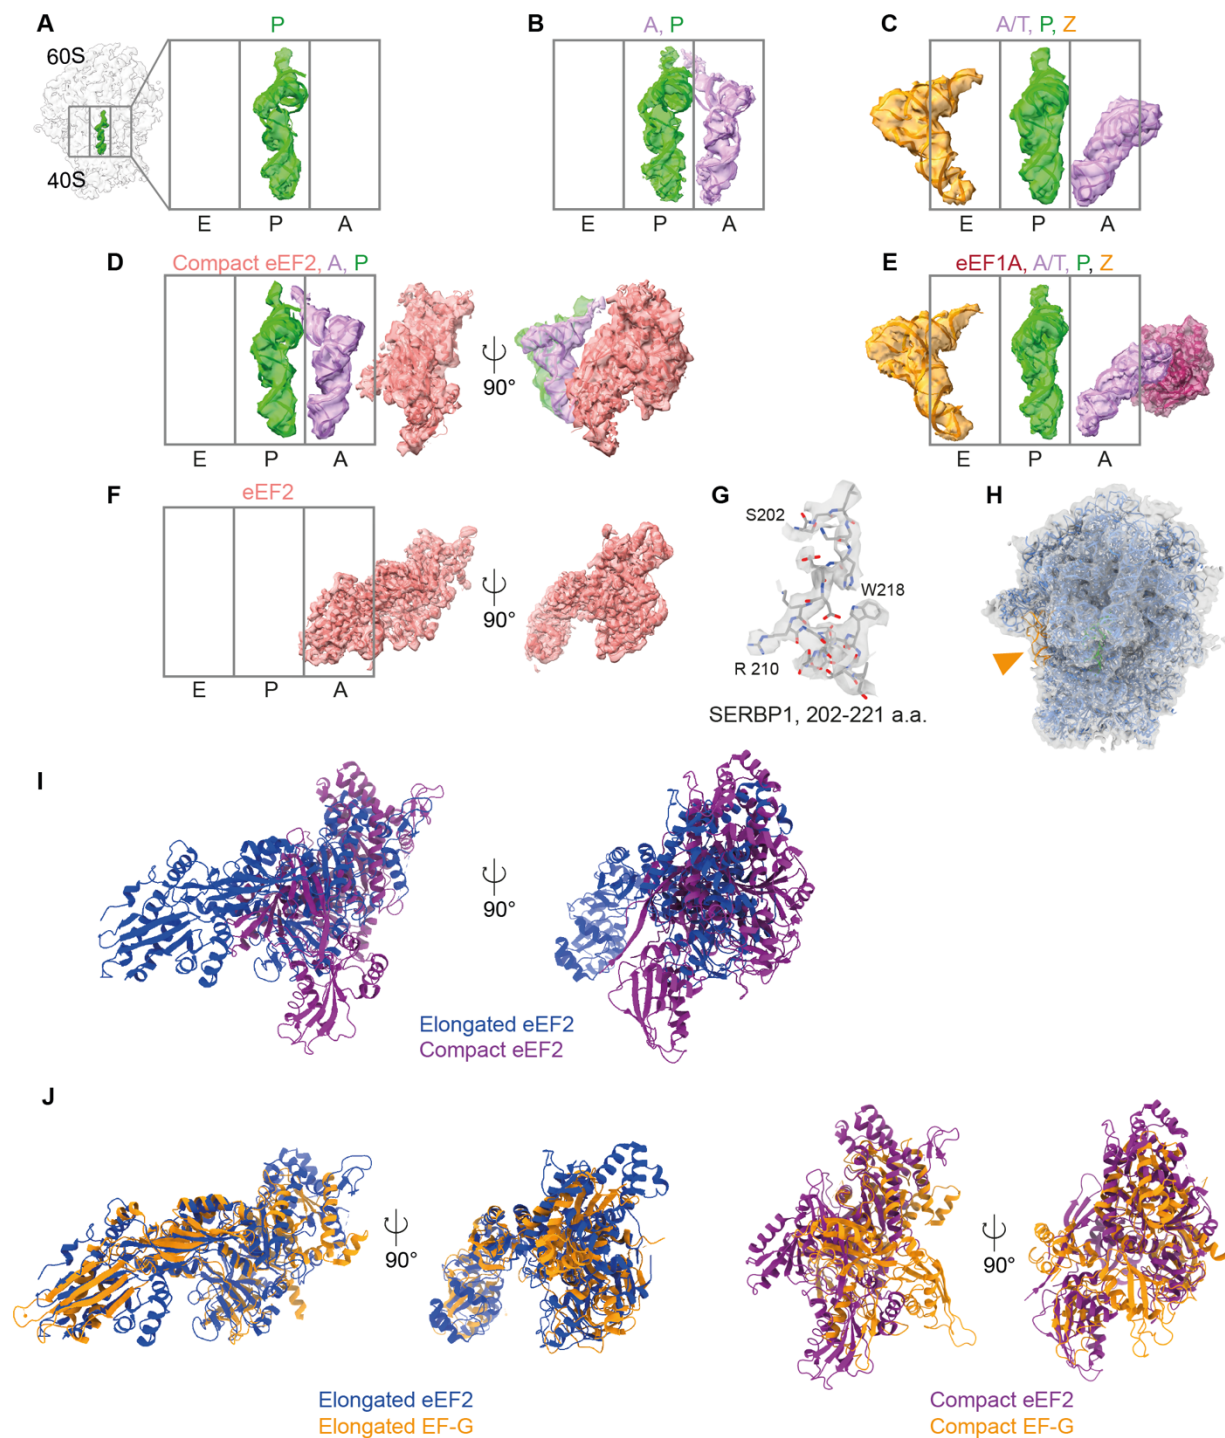 A
P
60S
40S
E P A
B
A, P
E P A
C
A/T, P, Z
E P A
D
Compact eEF2, A, P
90°
E P A
E
eEF1A, A/T, P, Z
E P A
F
eEF2
90°
E P A
G
S202
W218
R 210
SERBP1, 202-221 a.a.
H
I
90°
Elongated eEF2
Compact eEF2
J
90°
90°
Elongated eEF2
Elongated EF-G
Compact eEF2
Compact EF-G